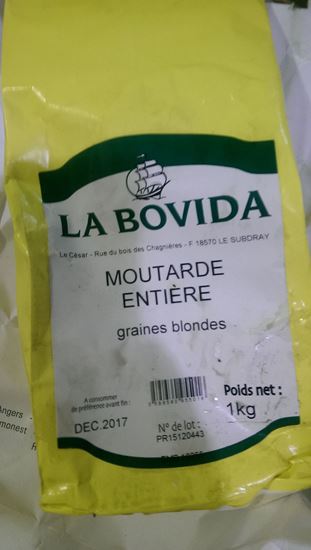 LA BOVIDA
Le César - Rue du bois des Chagnières - F 18570 LE SUBDRAY
MOUTARDE
ENTIÈRE
graines blondes
A consommer
de préférence avant fin :
DEC.2017
N° de lot :
PR15120443
Poids net :
1kg
Angers